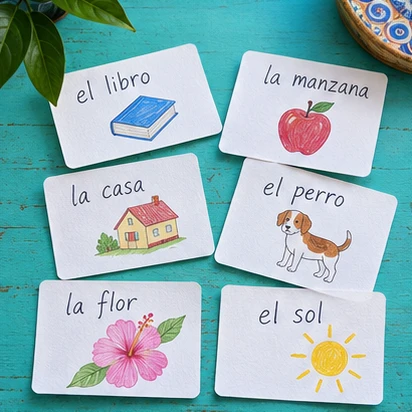 el libro
la manzana
la casa
el perro
la flor
el sol